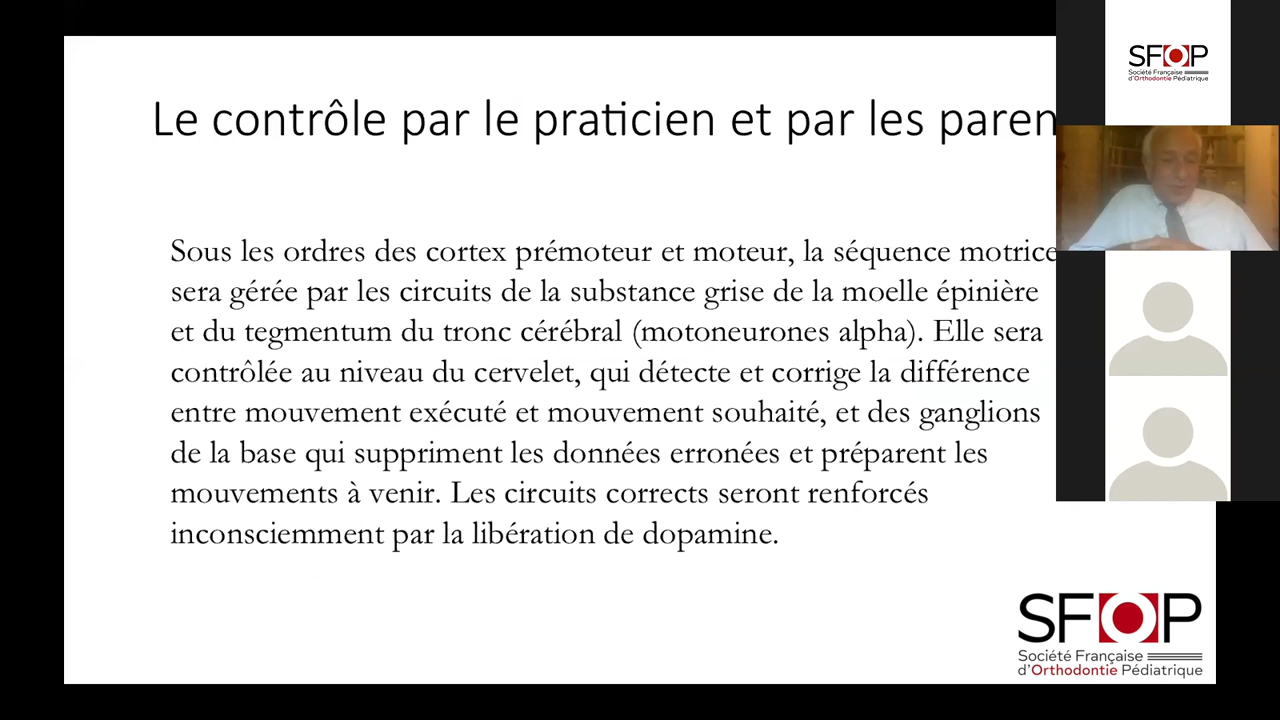 Le contrôle par le praticien et par les paren
Sous les ordres des cortex prémoteur et moteur, la séquence motrice
sera gérée par les circuits de la substance grise de la moelle épinière
et du tegmentum du tronc cérébral (motoneurones alpha). Elle sera
contrôlée au niveau du cervelet, qui détecte et corrige la différence
entre mouvement exécuté et mouvement souhaité, et des ganglions
de la base qui suppriment les données erronées et préparent les
mouvements à venir. Les circuits corrects seront renforcés
inconsciemment par la libération de dopamine.
SFOP
Société Française
d'Orthodontie Pédiatrique
SFOP
Société Française
d'Orthodontie Pédiatrique